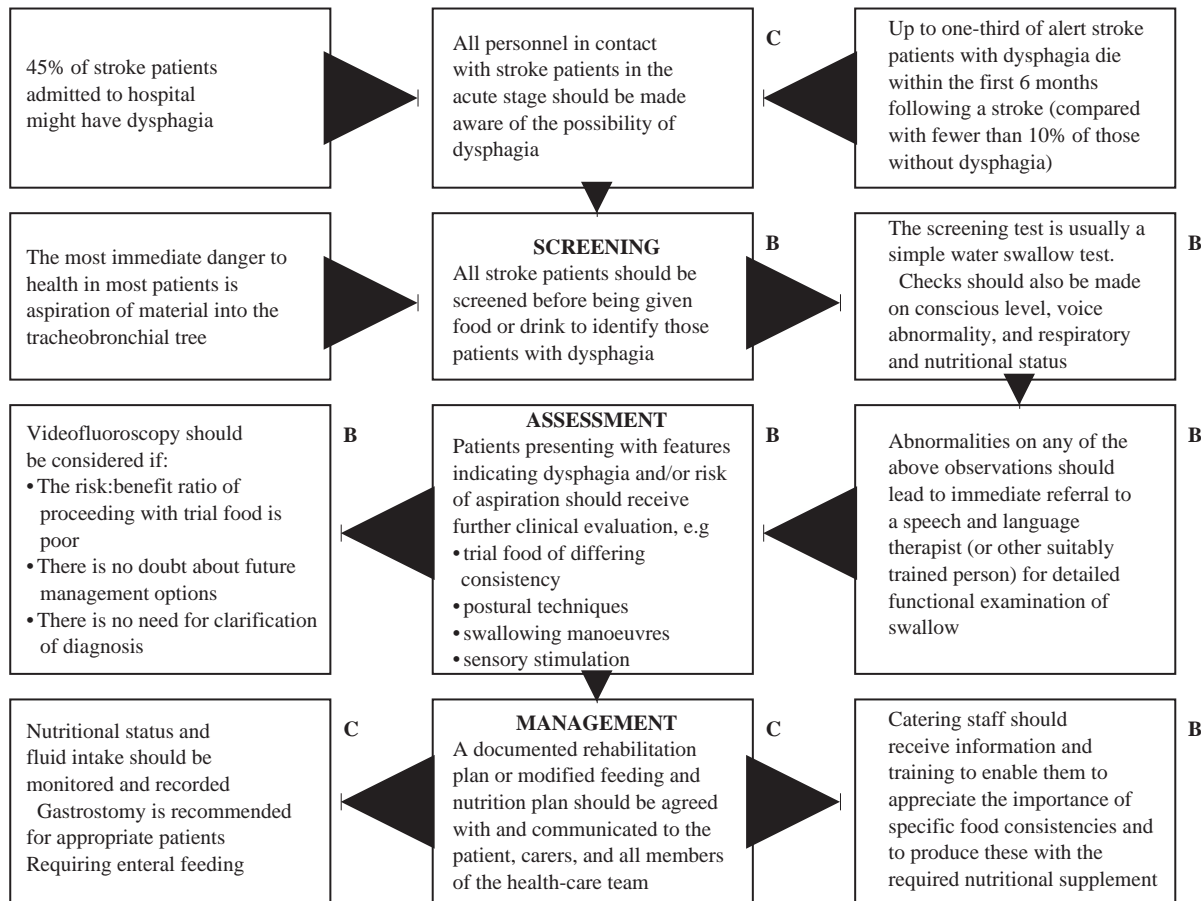 45% of stroke patients
admitted to hospital
might have dysphagia
All personnel in contact
with stroke patients in the
acute stage should be made
aware of the possibility of
dysphagia
C
Up to one-third of alert stroke
patients with dysphagia die
within the first 6 months
following a stroke (compared
with fewer than 10% of those
without dysphagia)
The most immediate danger to
health in most patients is
aspiration of material into the
tracheobronchial tree
SCREENING
All stroke patients should be
screened before being given
food or drink to identify those
patients with dysphagia
B
The screening test is usually a
simple water swallow test.
Checks should also be made
on conscious level, voice
abnormality, and respiratory
and nutritional status
B
Videofluoroscopy should
be considered if:
• The risk:benefit ratio of
proceeding with trial food is
poor
• There is no doubt about future
management options
• There is no need for clarification
of diagnosis
B
ASSESSMENT
Patients presenting with features
indicating dysphagia and/or risk
of aspiration should receive
further clinical evaluation, e.g
• trial food of differing
consistency
• postural techniques
• swallowing manoeuvres
• sensory stimulation
B
Abnormalities on any of the
above observations should
lead to immediate referral to
a speech and language
therapist (or other suitably
trained person) for detailed
functional examination of
swallow
B
Nutritional status and
fluid intake should be
monitored and recorded
Gastrostomy is recommended
for appropriate patients
Requiring enteral feeding
C
MANAGEMENT
A documented rehabilitation
plan or modified feeding and
nutrition plan should be agreed
with and communicated to the
patient, carers, and all members
of the health-care team
C
Catering staff should
receive information and
training to enable them to
appreciate the importance of
specific food consistencies and
to produce these with the
required nutritional supplement
B